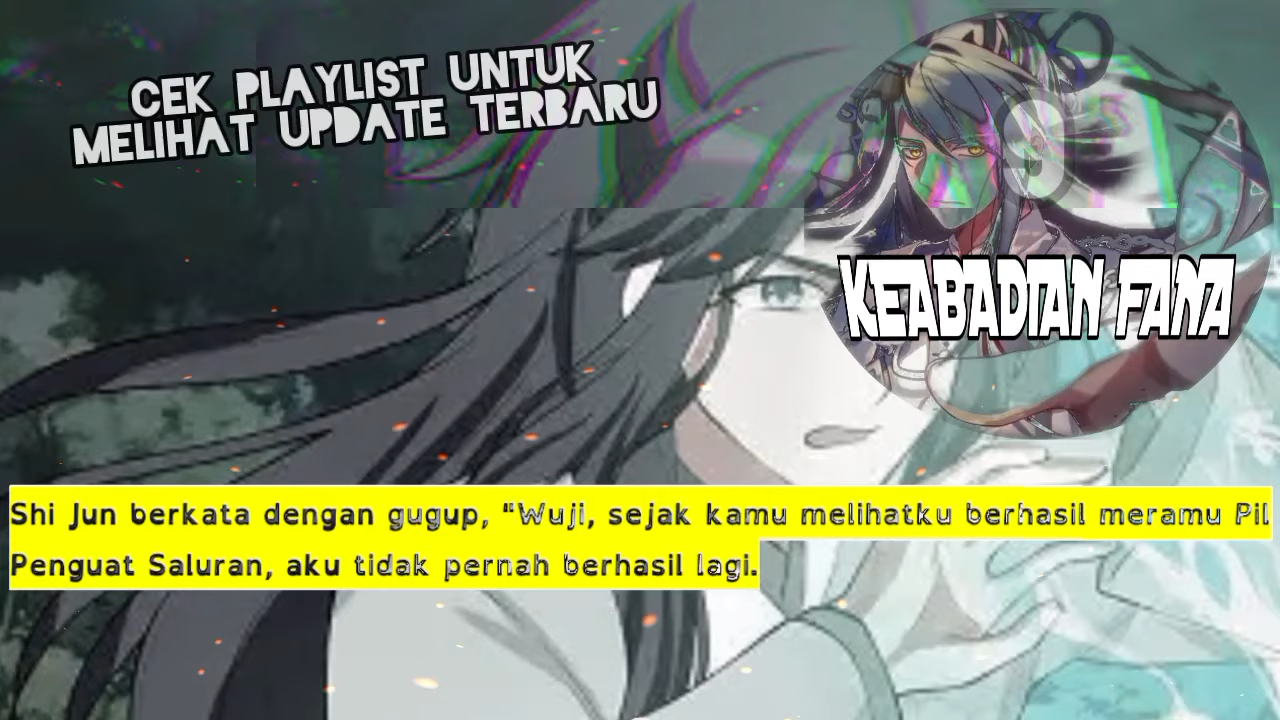 CEK PLAYLIST UNTUK
MELIHAT UPDATE TERBARU
KEABADIAN FANA
Shi Jun berkata dengan gugup, "Wuji, sejak kamu melihatku berhasil meramu Pil
Penguat Saluran, aku tidak pernah berhasil lagi.